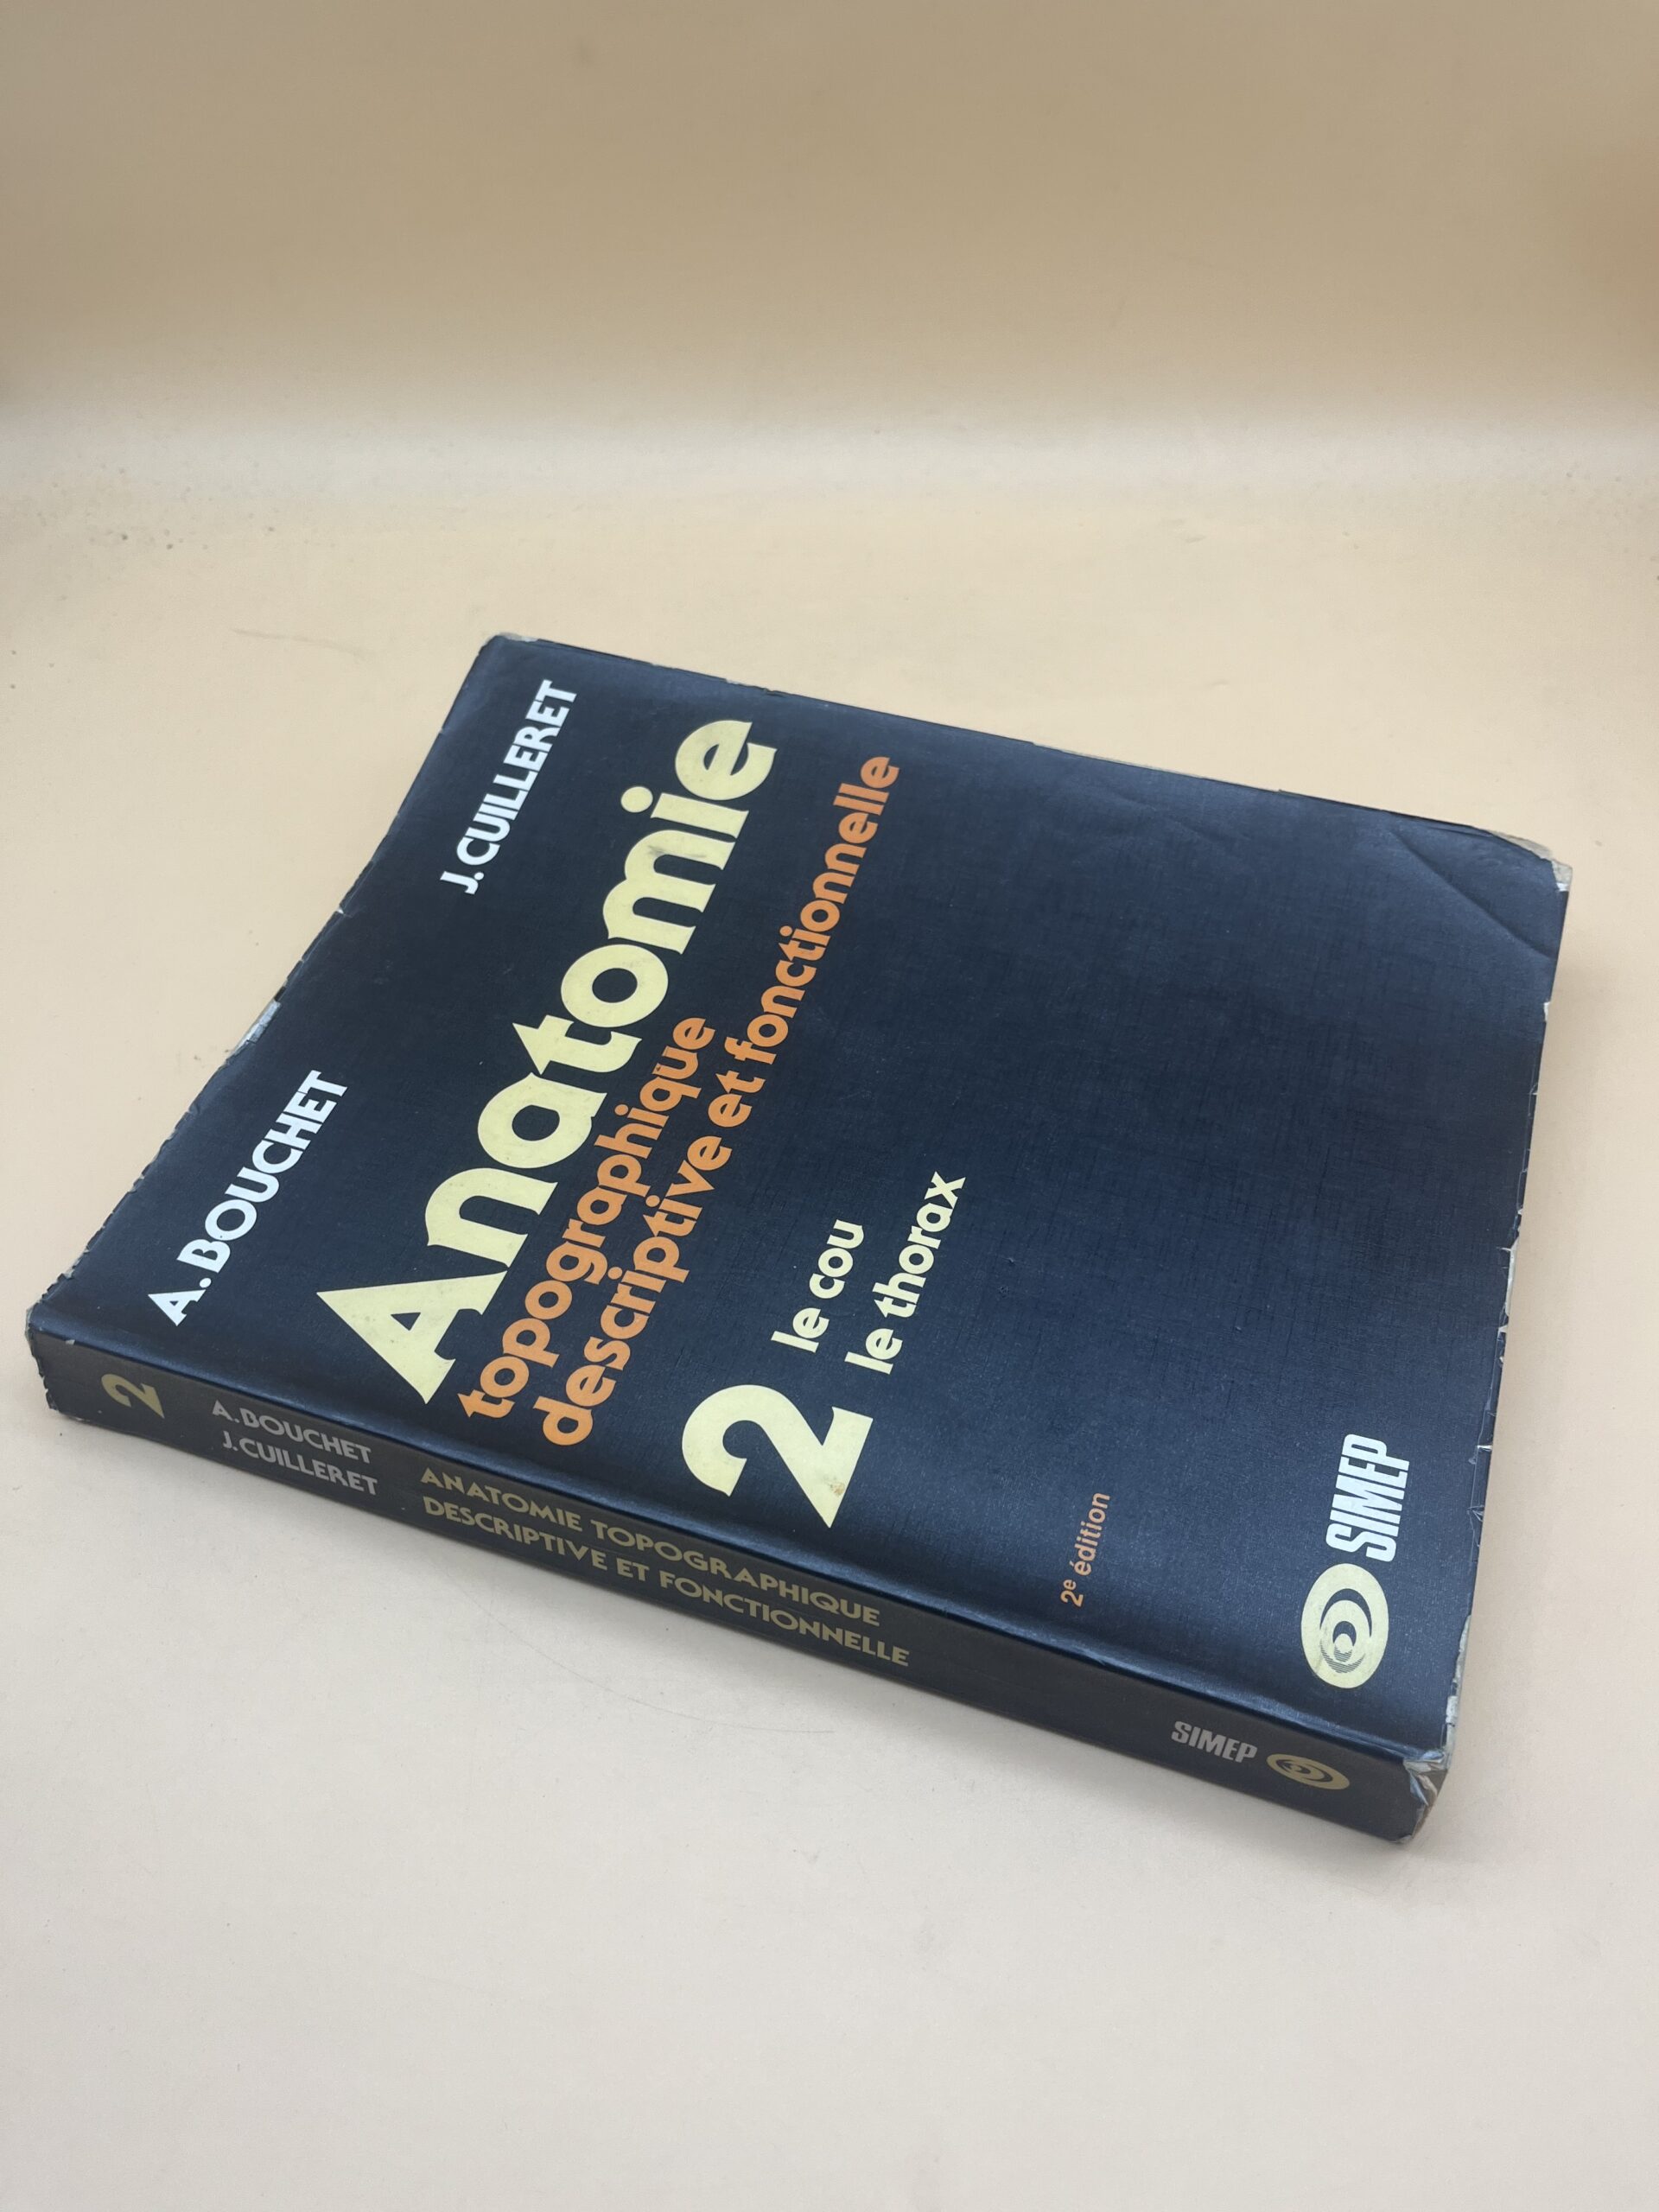 A. BOUCHET
J. CUILLERET
Anatomie
topographique
descriptive et fonctionnelle
2
le cou
le thorax
2e édition
SIMEP
2
A. BOUCHET
J. CUILLERET
ANATOMIE TOPOGRAPHIQUE
DESCRIPTIVE ET FONCTIONNELLE
SIMEP